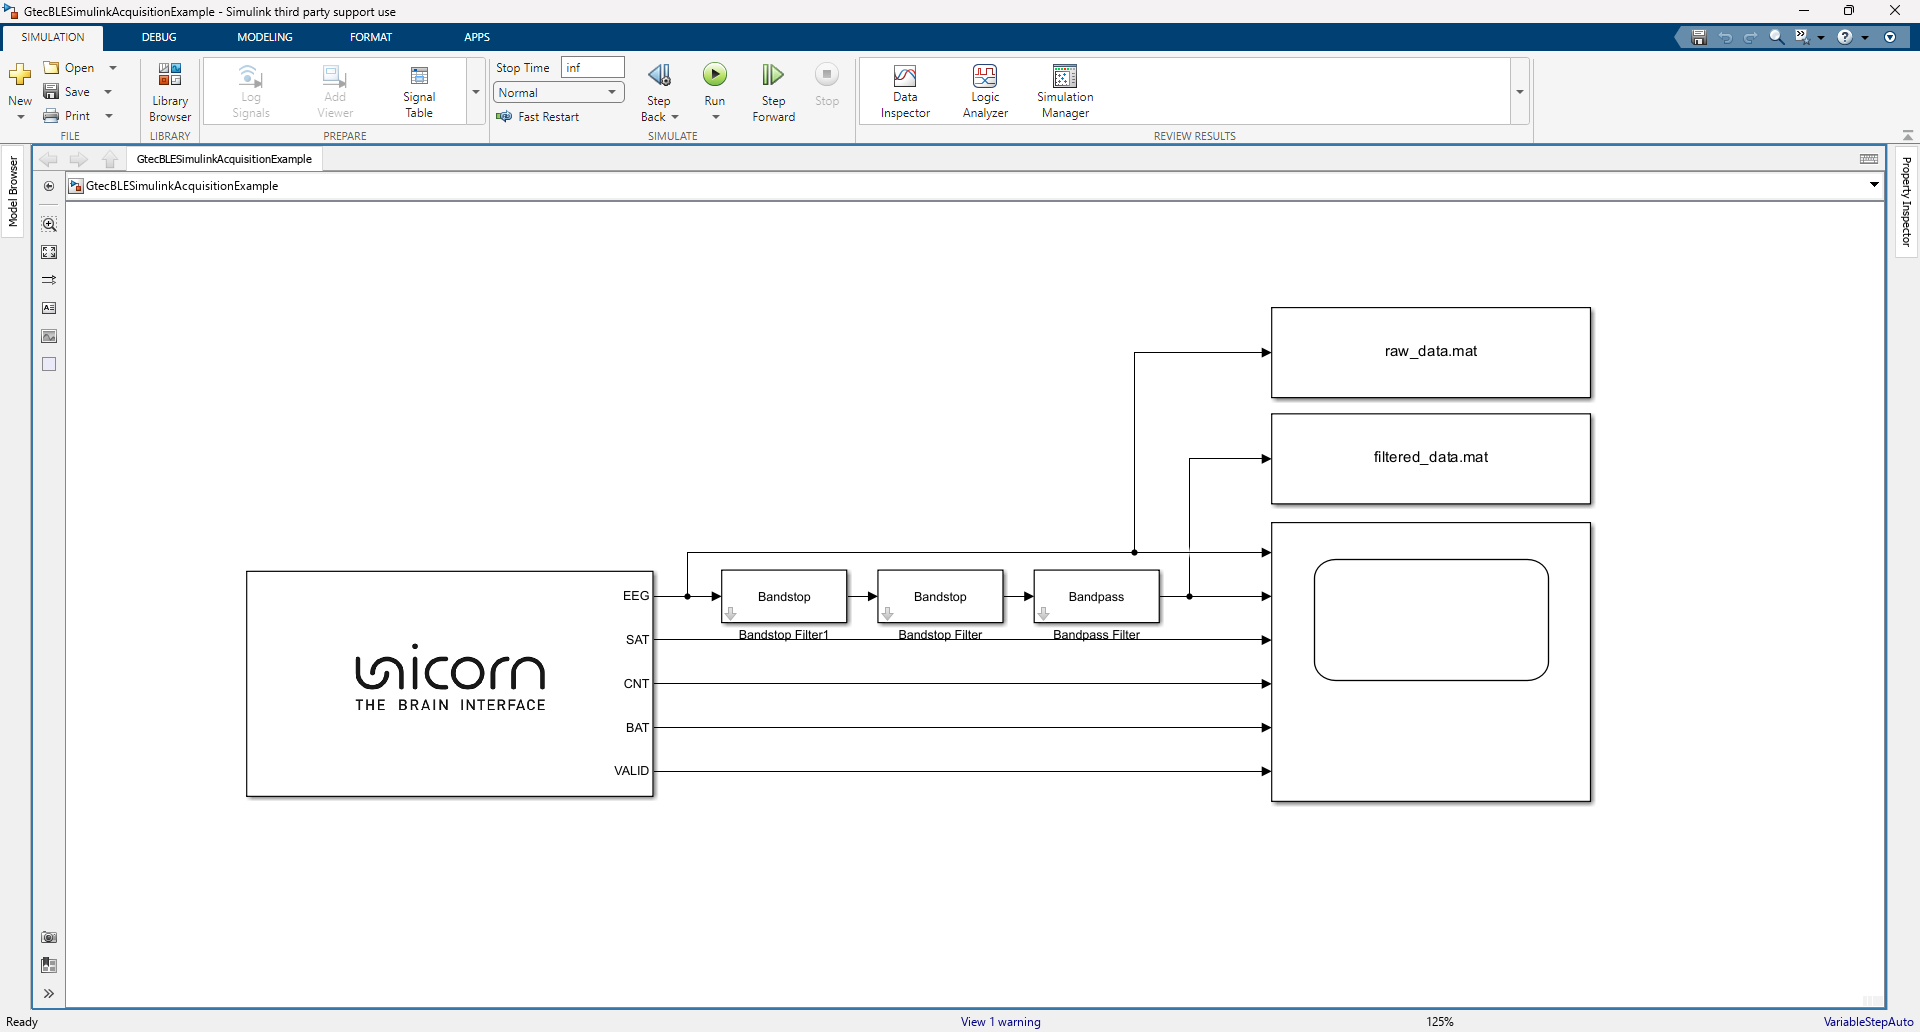 GtecBLESimulinkAcquisitionExample - Simulink third party support use
SIMULATION
DEBUG
MODELING
FORMAT
APPS
New
Open
Save
Print
FILE
Library
Browser
LIBRARY
Log
Signals
Add
Viewer
Signal
Table
PREPARE
Stop Time
inf
Normal
Fast Restart
Step
Back
Run
Step
Forward
Stop
SIMULATE
Data
Inspector
Logic
Analyzer
Simulation
Manager
REVIEW RESULTS
Model Browser
GtecBLESimulinkAcquisitionExample
GtecBLESimulinkAcquisitionExample
Property Inspector
raw_data.mat
filtered_data.mat
unicorn
THE BRAIN INTERFACE
EEG
SAT
CNT
BAT
VALID
Bandstop
Bandstop Filter1
Bandstop
Bandstop Filter
Bandpass
Bandpass Filter
Ready
View 1 warning
125%
VariableStepAuto